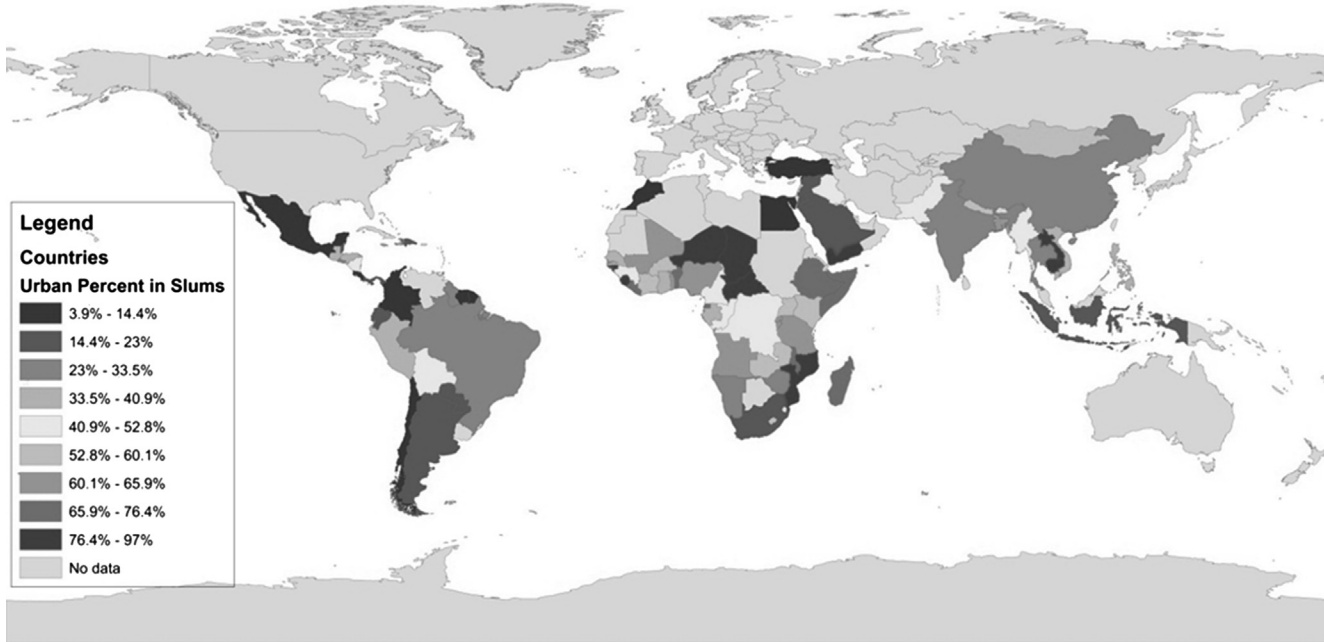 Legend
Countries
Urban Percent in Slums
3.9% - 14.4%
14.4% - 23%
23% - 33.5%
33.5% - 40.9%
40.9% - 52.8%
52.8% - 60.1%
60.1% - 65.9%
65.9% - 76.4%
76.4% - 97%
No data